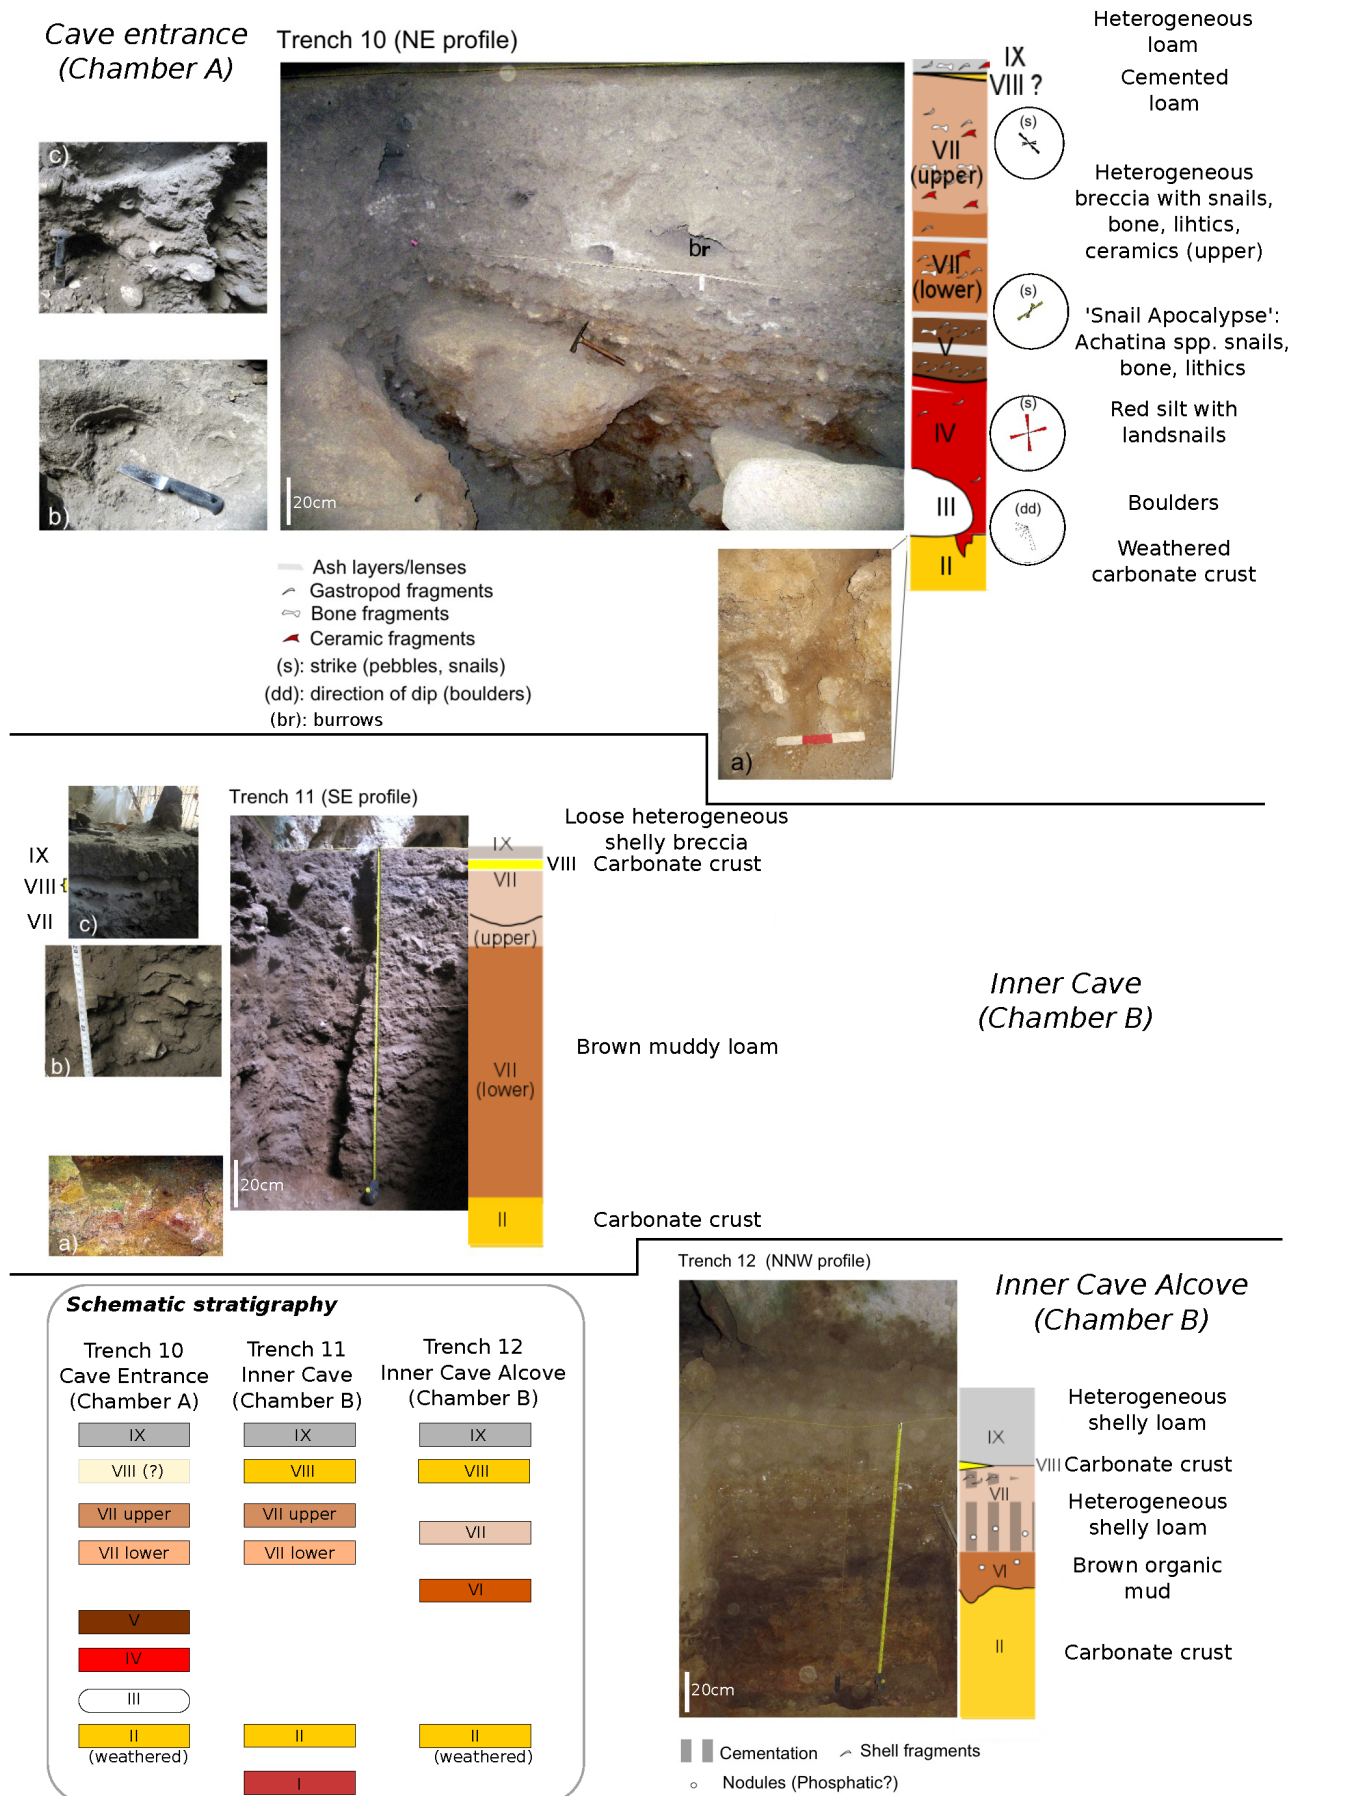 Cave entrance
(Chamber A)
Trench 10 (NE profile)
c)
b)
br
20cm
IX
VIII ?
VII
(upper)
VII
(lower)
V
IV
III
II
(s)
(s)
(s)
(dd)
Heterogeneous
loam
Cemented
loam
Heterogeneous
breccia with snails,
bone, lihtics,
ceramics (upper)
'Snail Apocalypse':
Achatina spp. snails,
bone, lithics
Red silt with
landsnails
Boulders
Weathered
carbonate crust
Ash layers/lenses
Gastropod fragments
Bone fragments
Ceramic fragments
(s): strike (pebbles, snails)
(dd): direction of dip (boulders)
(br): burrows
a)
Trench 11 (SE profile)
IX
VIII {
VII
c)
b)
a)
20cm
IX
VIII
VII
(upper)
VII
(lower)
II
Loose heterogeneous
shelly breccia
Carbonate crust
Brown muddy loam
Carbonate crust
Inner Cave
(Chamber B)
Schematic stratigraphy
Trench 10
Cave Entrance
(Chamber A)
IX
VIII (?)
VII upper
VII lower
V
IV
III
II
(weathered)
Trench 11
Inner Cave
(Chamber B)
IX
VIII
VII upper
VII lower
II
I
Trench 12
Inner Cave Alcove
(Chamber B)
IX
VIII
VII
VI
II
(weathered)
Trench 12 (NNW profile)
Inner Cave Alcove
(Chamber B)
20cm
IX
VIII
VII
VI
II
Heterogeneous
shelly loam
Carbonate crust
Heterogeneous
shelly loam
Brown organic
mud
Carbonate crust
Cementation
Shell fragments
Nodules (Phosphatic?)